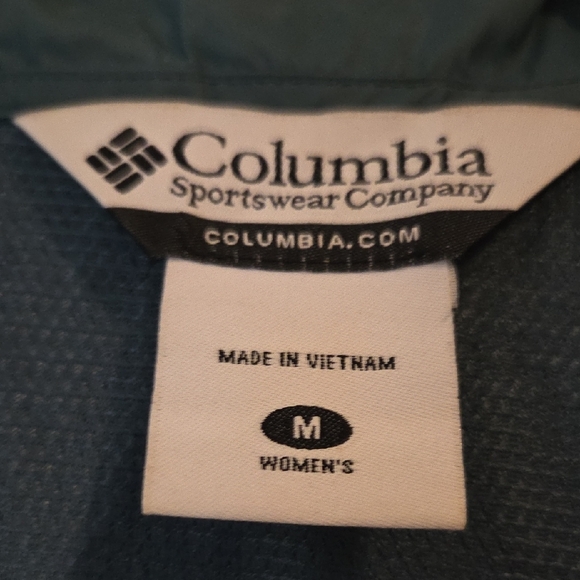 Columbia
Sportswear Company
COLUMBIA.COM
MADE IN VIETNAM
M
WOMEN'S